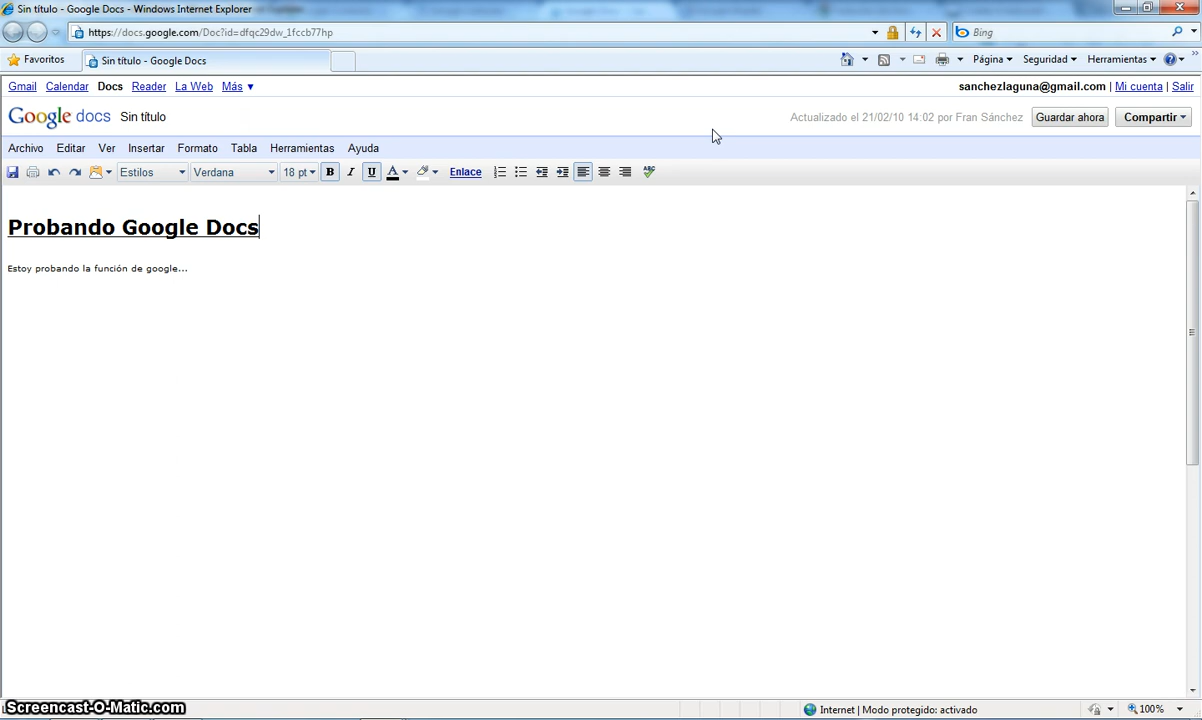 Sin título - Google Docs - Windows Internet Explorer
https://docs.google.com/Doc?id=dfqc29dw_1fccb77hp
Bing
Favoritos
Sin título - Google Docs
Página
Seguridad
Herramientas
Gmail Calendar Docs Reader La Web Más ▼
sanchezlaguna@gmail.com | Mi cuenta | Salir
Google docs Sin título
Actualizado el 21/02/10 14:02 por Fran Sánchez
Guardar ahora
Compartir
Archivo Editar Ver Insertar Formato Tabla Herramientas Ayuda
Estilos Verdana 18 pt B I U A Enlace ABC
Probando Google Docs
Estoy probando la función de google...
Screencast-O-Matic.com
Internet | Modo protegido: activado
100%